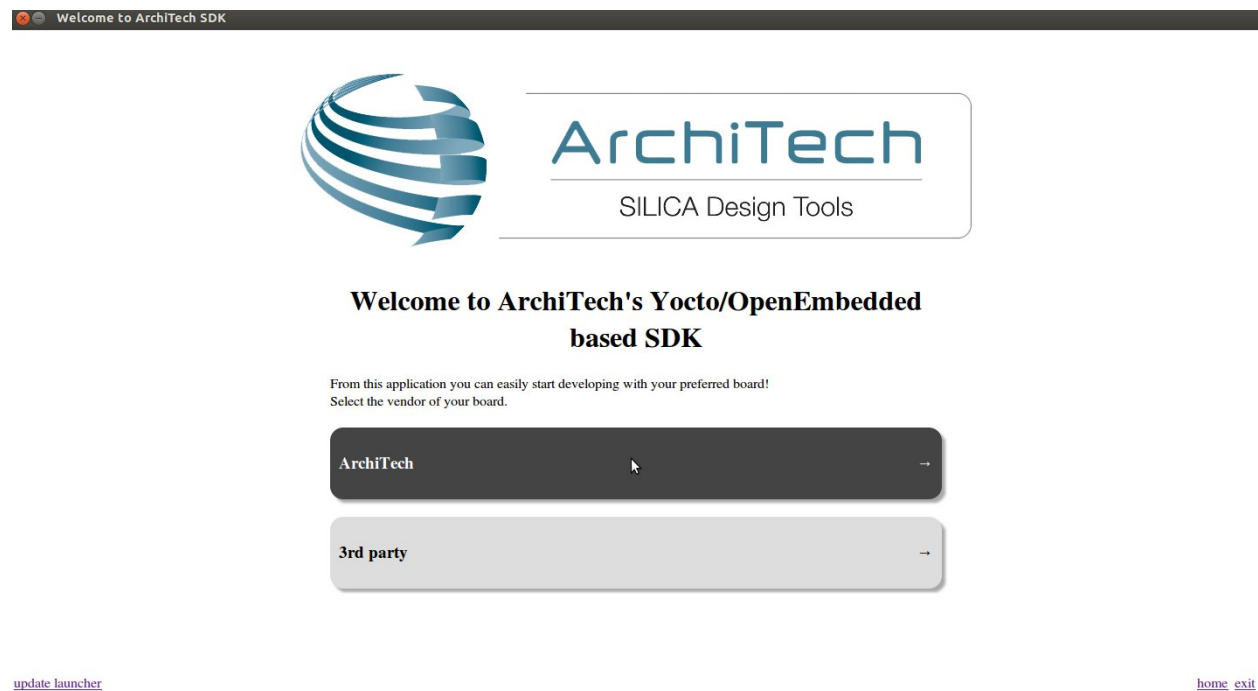 Welcome to ArchiTech SDK
ArchiTech
SILICA Design Tools
Welcome to ArchiTech's Yocto/OpenEmbedded
based SDK
From this application you can easily start developing with your preferred board!
Select the vendor of your board.
ArchiTech →
3rd party →
update launcher
home exit